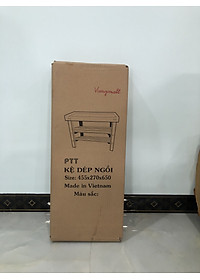 PTT
KỆ DÉP NGỒI
Size: 455x270x650
Made in Vietnam
Màu sắc: